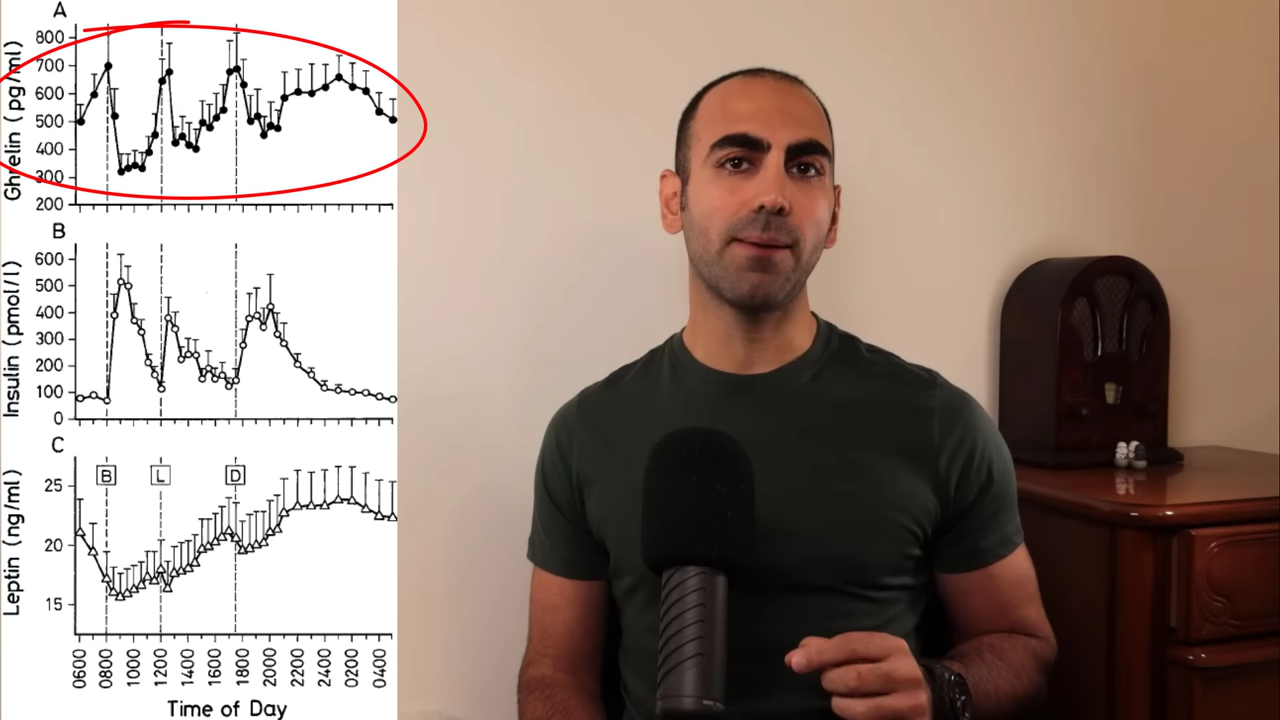 A
Ghrelin (pg/ml)
800
700
600
500
400
300
200
B
Insulin (pmol/l)
600
500
400
300
200
100
0
C
Leptin (ng/ml)
25
20
15
B L D
0600 0800 1000 1200 1400 1600 1800 2000 2200 2400 0200 0400
Time of Day